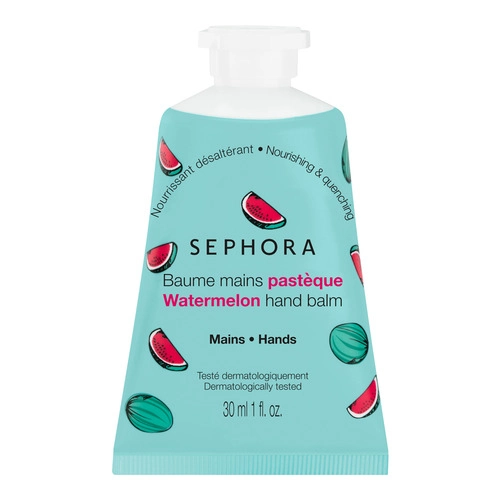 Nourrissant désaltérant • Nourishing & quenching
SEPHORA
Baume mains pastèque
Watermelon hand balm
Mains • Hands
Testé dermatologiquement
Dermatologically tested
30 ml 1 fl. oz.